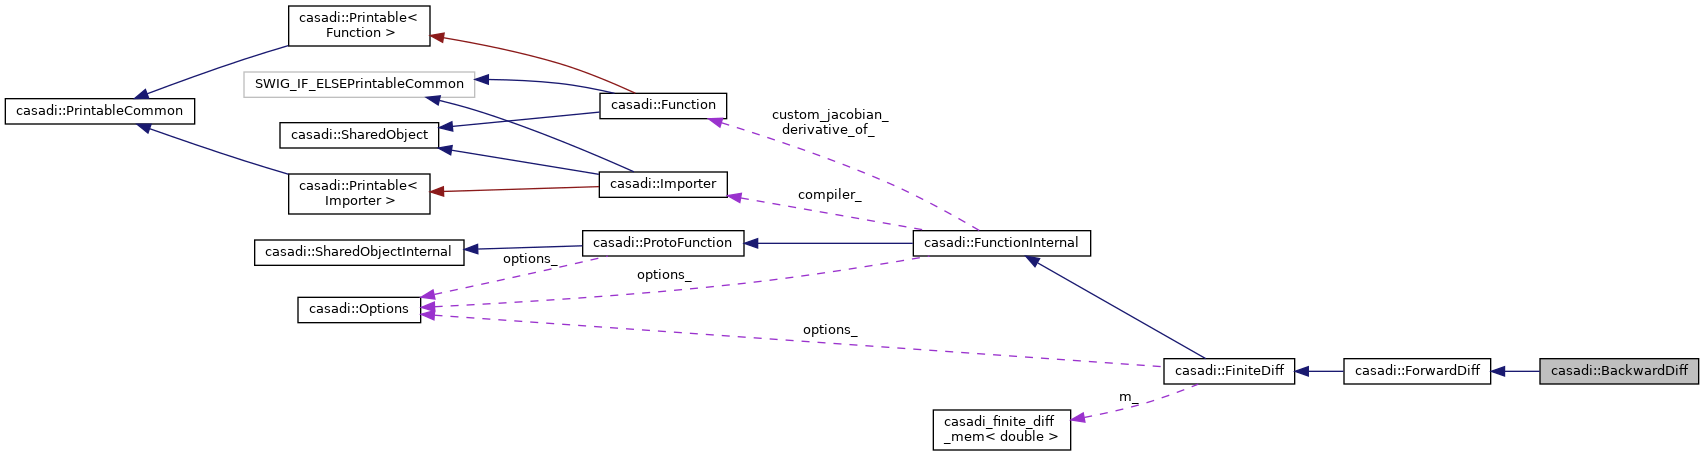 casadi::Printable<
Function >
SWIG_IF_ELSEPrintableCommon
casadi::PrintableCommon
casadi::Function
casadi::SharedObject
custom_jacobian_
derivative_of_
casadi::Printable<
Importer >
casadi::Importer
compiler_
casadi::SharedObjectInternal
casadi::ProtoFunction
casadi::FunctionInternal
options_
options_
casadi::Options
options_
casadi::FiniteDiff
casadi::ForwardDiff
casadi::BackwardDiff
m_
casadi_finite_diff
_mem< double >